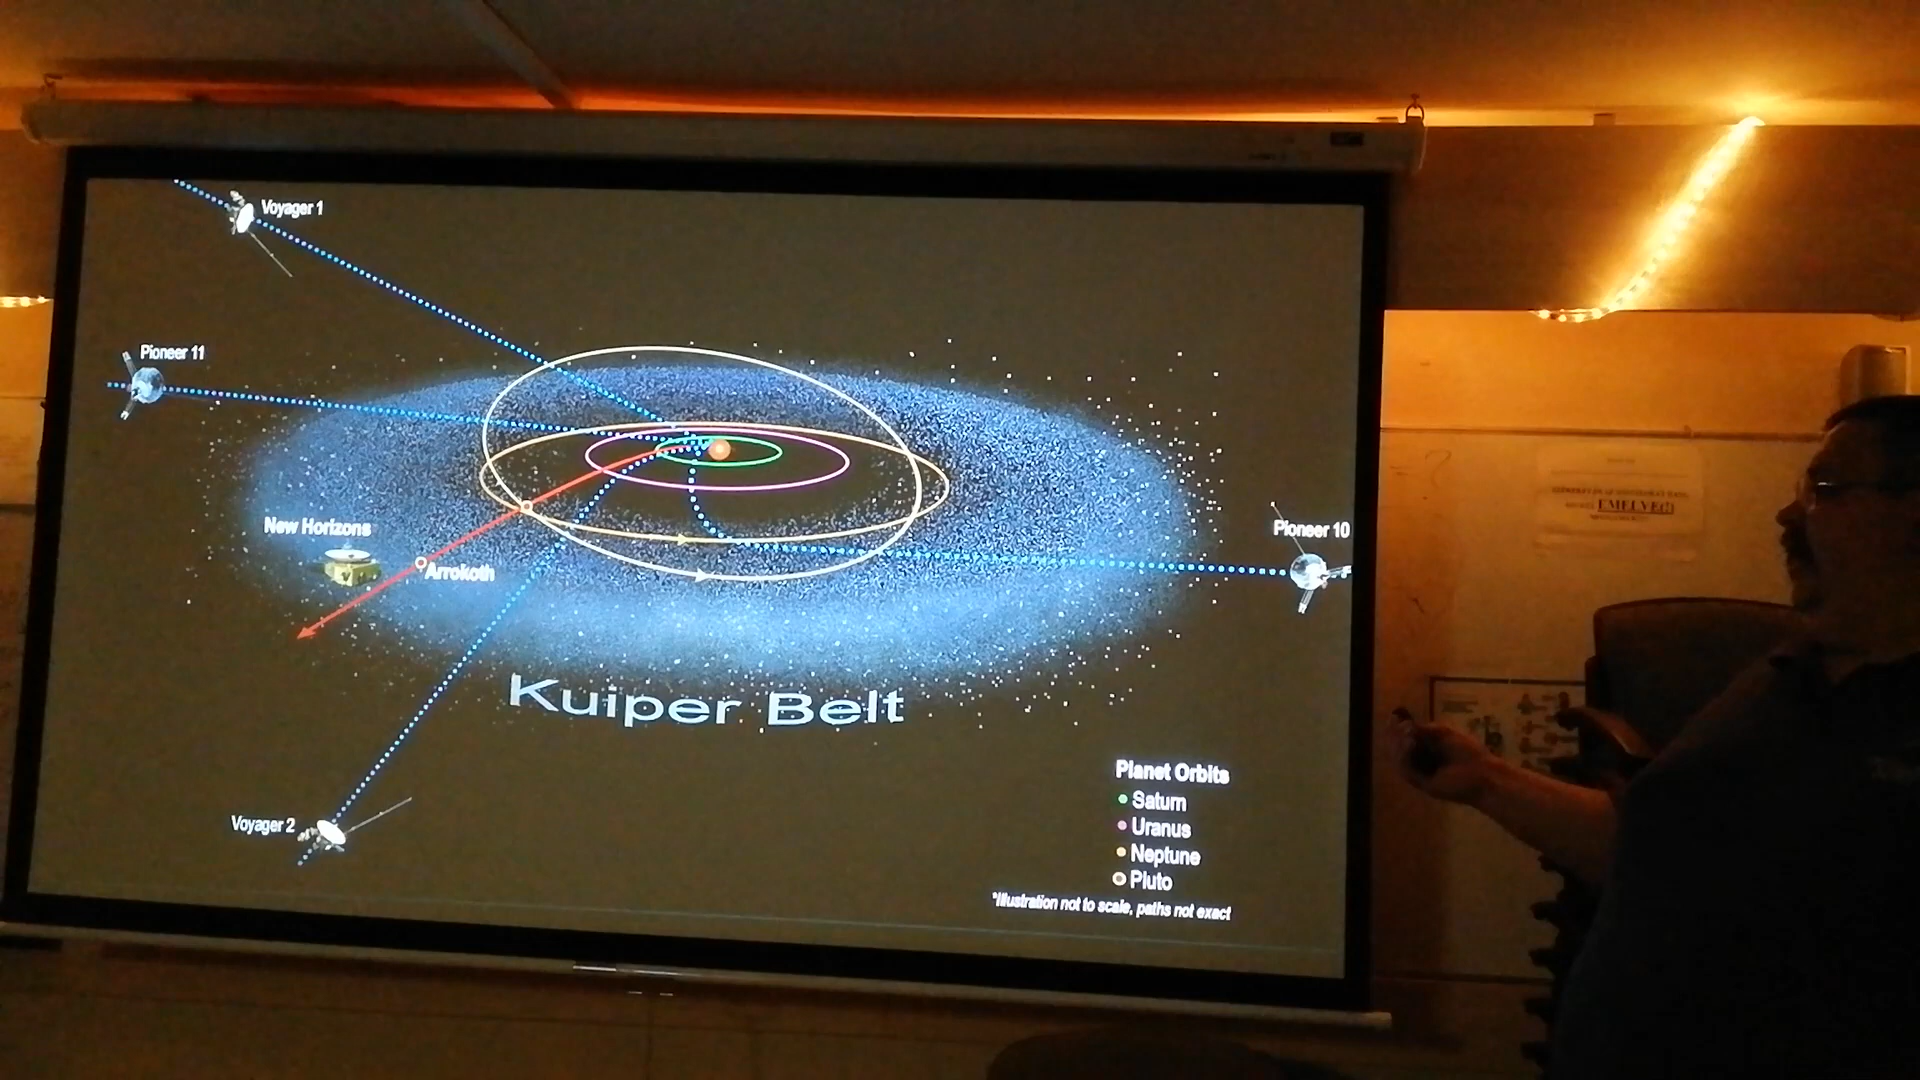 Voyager 1
Pioneer 11
New Horizons
Arrokoth
Pioneer 10
Kuiper Belt
Voyager 2
Planet Orbits
Saturn
Uranus
Neptune
Pluto
*Illustration not to scale, paths not exact